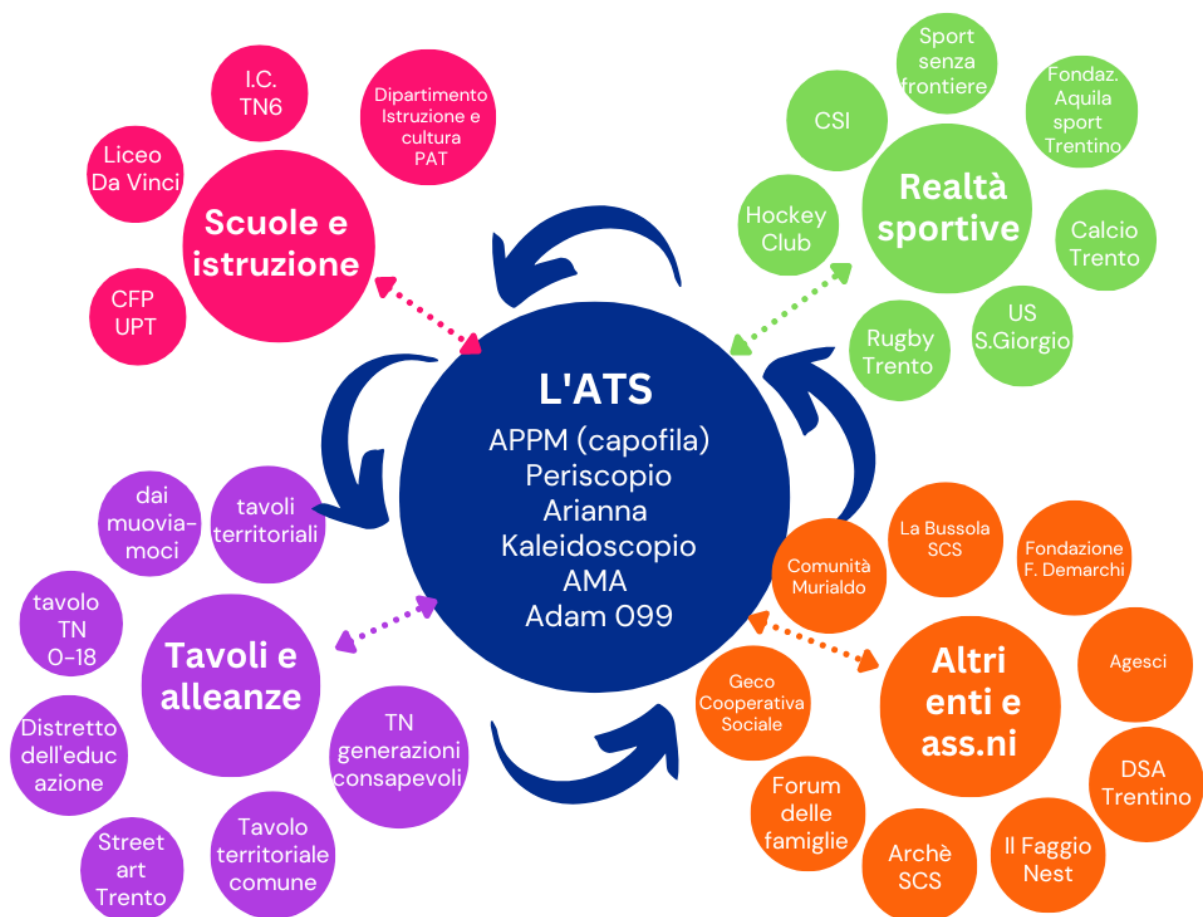 I.C.
TN6
Dipartimento
Istruzione e
cultura
PAT
Liceo
Da Vinci
Scuole e
istruzione
CFP
UPT
Sport
senza
frontiere
Fondaz.
Aquila
sport
Trentino
CSI
Realtà
sportive
Hockey
Club
Calcio
Trento
US
S.Giorgio
Rugby
Trento
L'ATS
APPM (capofila)
Periscopio
Arianna
Kaleidoscopio
AMA
Adam 099
dai
muovia-
moci
tavoli
territoriali
tavolo
TN
0-18
Tavoli e
alleanze
Distretto
dell'educ
azione
TN
generazioni
consapevoli
Street
art
Trento
Tavolo
territoriale
comune
La Bussola
SCS
Fondazione
F. Demarchi
Comunità
Murialdo
Altri
enti e
ass.ni
Agesci
Geco
Cooperativa
Sociale
DSA
Trentino
Forum
delle
famiglie
Archè
SCS
Il Faggio
Nest